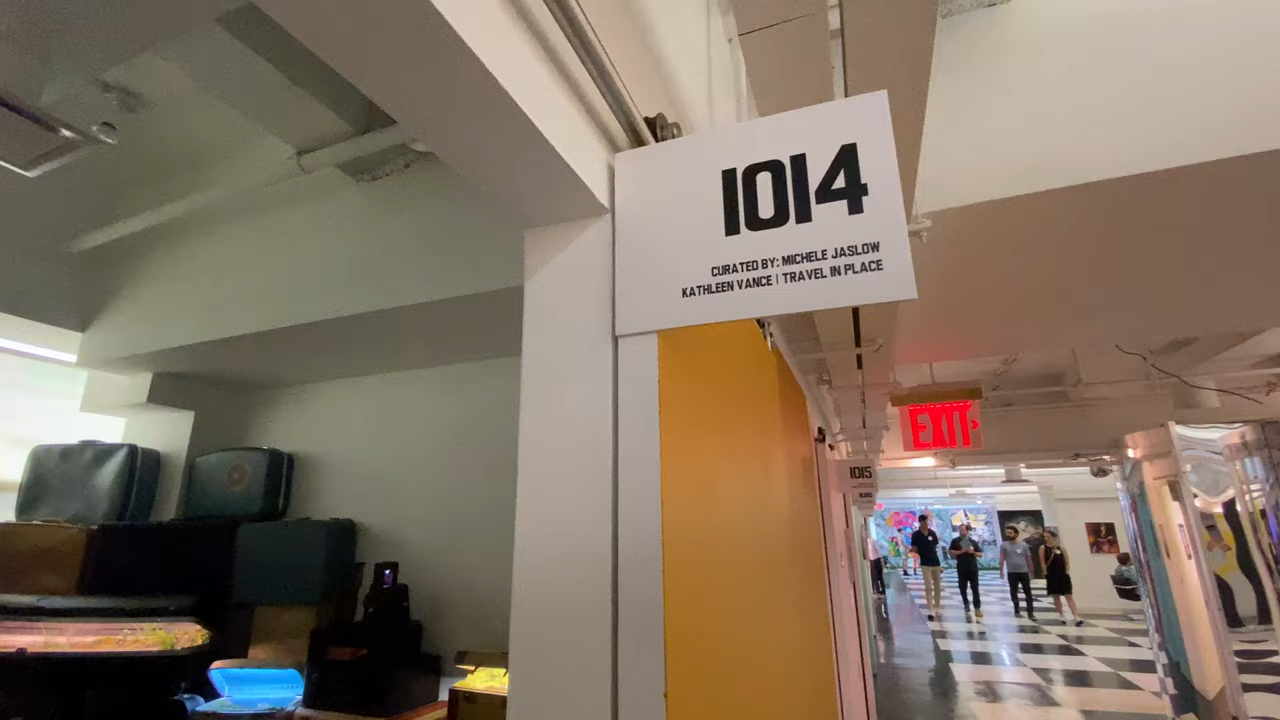 1014
CURATED BY: MICHELE JASLOW
KATHLEEN VANCE | TRAVEL IN PLACE
EXIT
1015